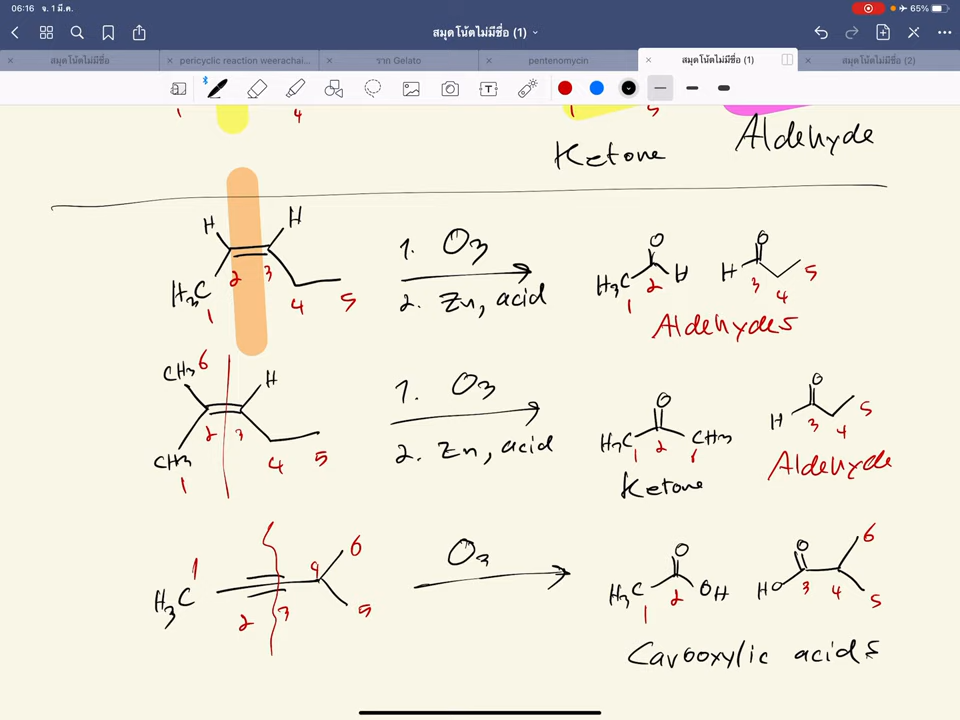 06:16 จ. 1 มี.ค. 65%
สมุดโน้ตไม่มีชื่อ (1)
สมุดโน้ตไม่มีชื่อ × pericyclic reaction weerachai... × ราก Gelato pentenomycin × สมุดโน้ตไม่มีชื่อ (1) × สมุดโน้ตไม่มีชื่อ (2)
1 4 1 5
Ketone Aldehyde
H H
H3C 1 2 3 4 5
1. O3
2. Zn, acid
O O
H3C H H
1 2 3 4 5
Aldehydes
CH3 6 H
CH3 1 2 3 4 5
1. O3
2. Zn, acid
O O
H3C CH3 H
1 2 3 4 5
Ketone Aldehyde
H3C 1 2 3 4 5 6
O3
O O
H3C OH HO
1 2 3 4 5 6
Carboxylic acids